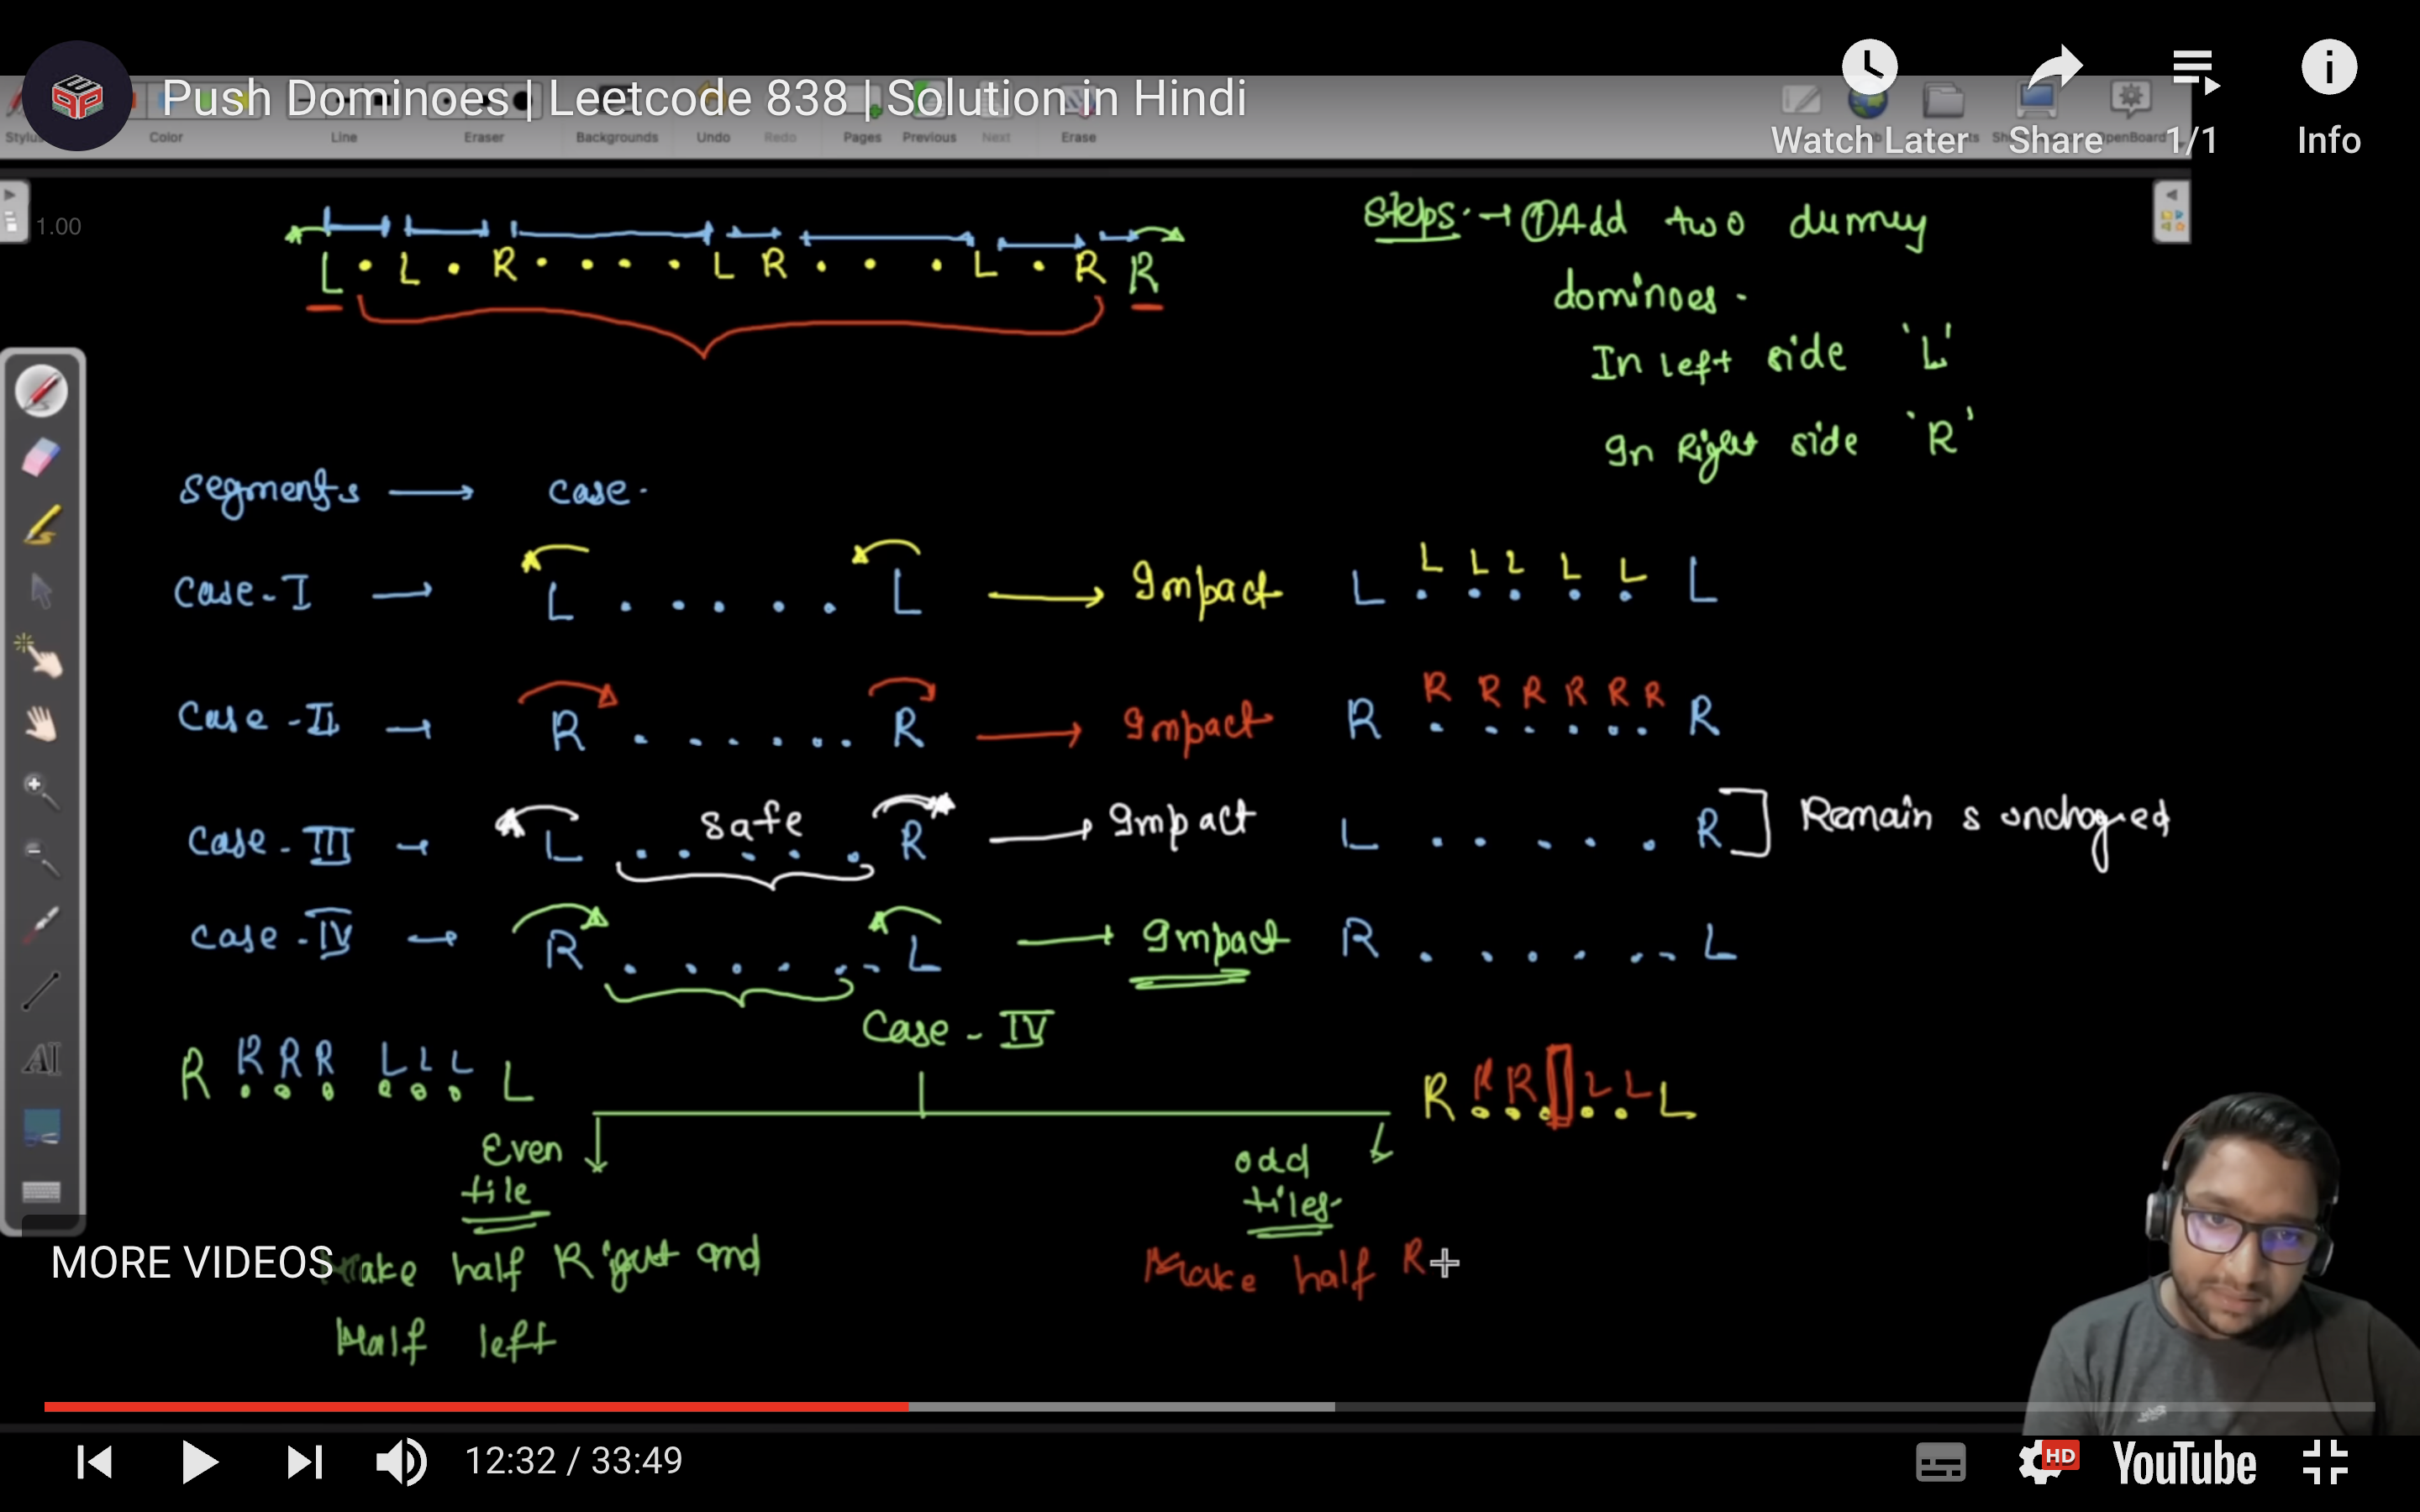 Push Dominoes | Leetcode 838 | Solution in Hindi
Watch Later Share 1/1 Info
Color Line Eraser Backgrounds Undo Redo Pages Previous Next Erase
1.00
L . L . R . . . . L R . . . L . R R
Steps. → ① Add two dummy
dominoes.
In left side 'L'
In Right side 'R'
segments → case.
L L L L L
Case-I → L . . . . . L → Impact L . . . . . L
R R R R R R
Case-II → R . . . . . . R → Impact R . . . . . . R
Case-III → L . . . . . R → Impact L . . . . . R Remains unchanged
safe
Case-IV → R . . . . . . L → Impact R . . . . . . L
Case-IV
R R R L L L
R . . . . . . L
R R L L
R . . . . . L
Even
tile
odd
tiles
Make half Right and
Half left
Make half R
MORE VIDEOS
12:32 / 33:49
HD
YouTube